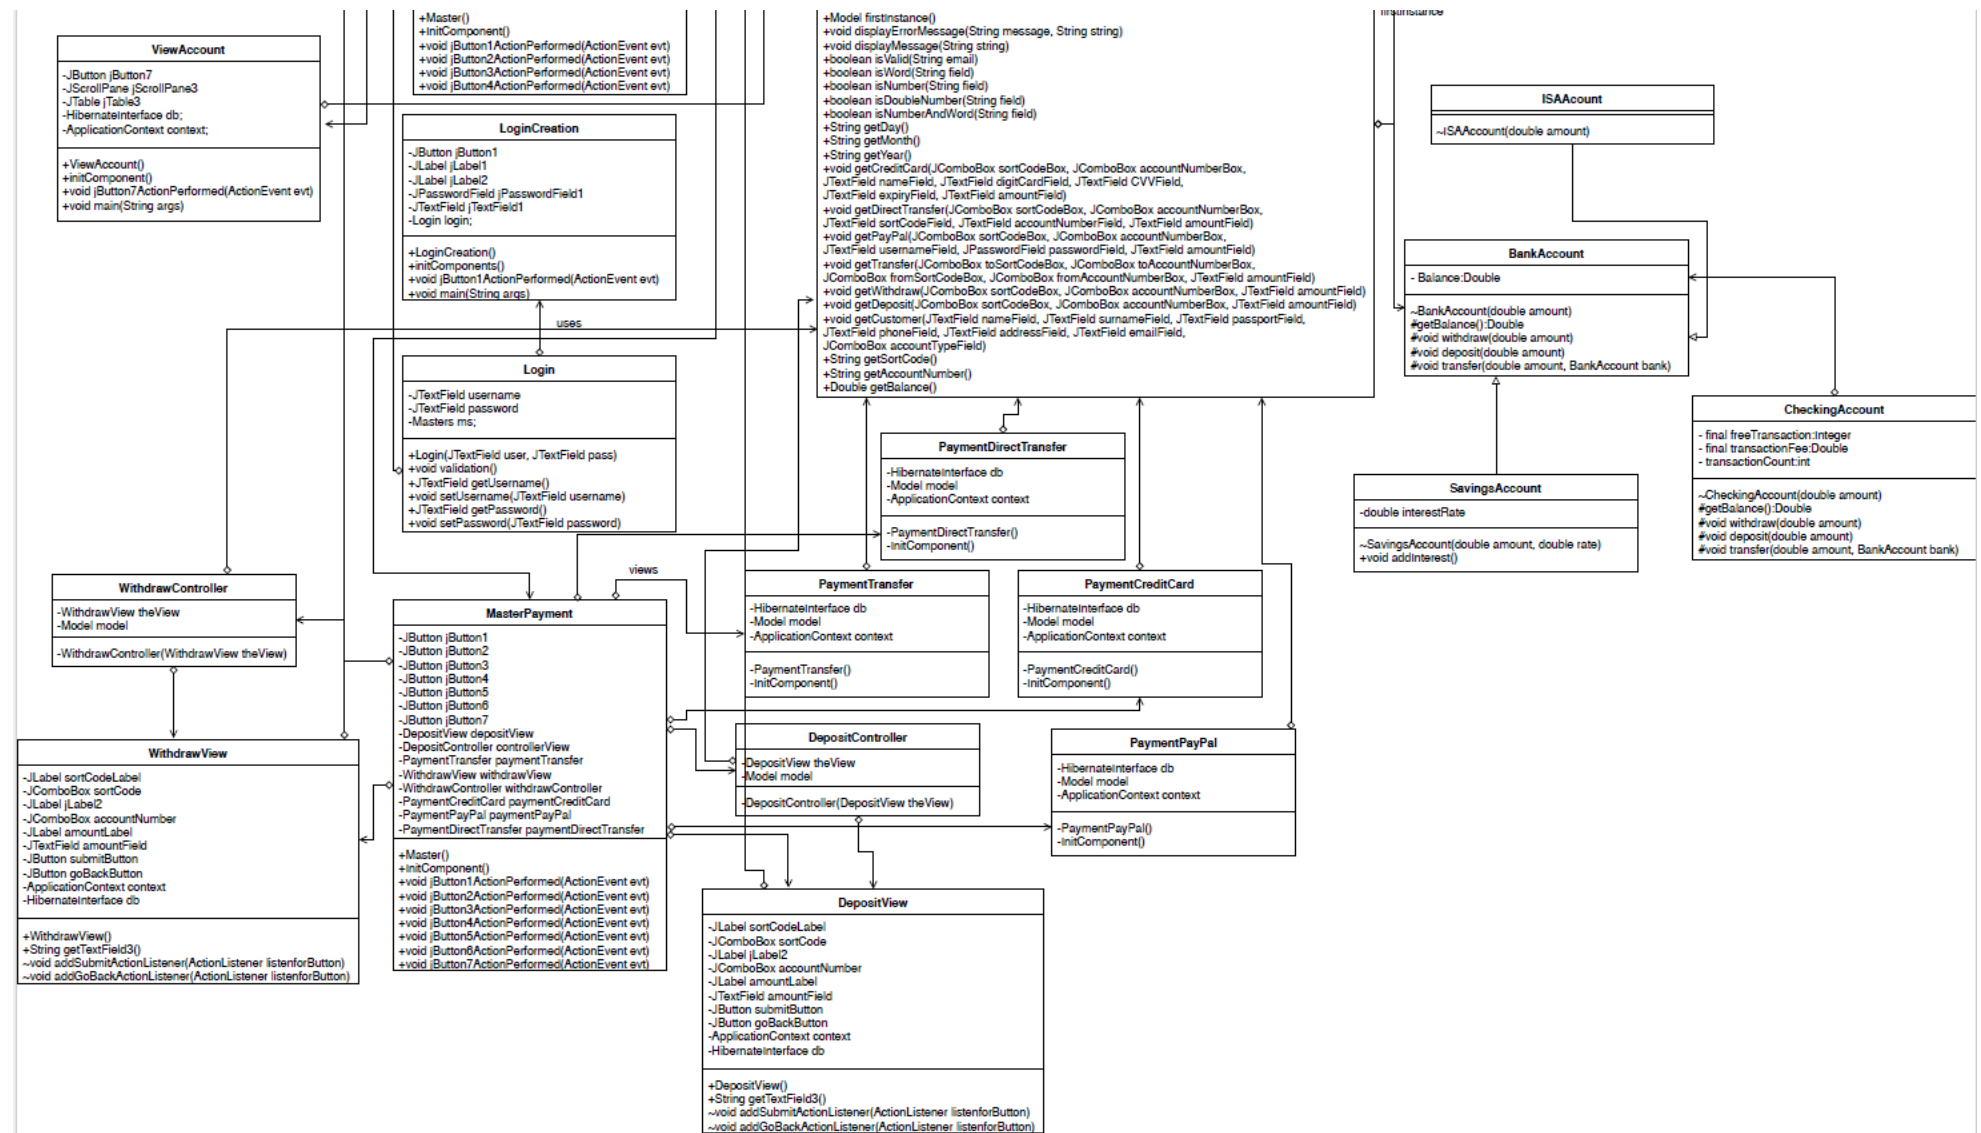 ViewAccount
-JButton jButton7
-JScrollPane jScrollPane3
-JTable jTable3
-HibernateInterface db;
-ApplicationContext context;
+ViewAccount()
+initComponent()
+void jButton7ActionPerformed(ActionEvent evt)
+void main(String args)
+Master()
+initComponent()
+void jButton1ActionPerformed(ActionEvent evt)
+void jButton2ActionPerformed(ActionEvent evt)
+void jButton3ActionPerformed(ActionEvent evt)
+void jButton4ActionPerformed(ActionEvent evt)
LoginCreation
-JButton jButton1
-JLabel jLabel1
-JLabel jLabel2
-JPasswordField jPasswordField1
-JTextField jTextField1
-Login login;
+LoginCreation()
+initComponents()
+void jButton1ActionPerformed(ActionEvent evt)
+void main(String args)
uses
Login
-JTextField username
-JTextField password
-Masters ms;
+Login(JTextField user, JTextField pass)
+void validation()
+JTextField getUsername()
+void setUsername(JTextField username)
+JTextField getPassword()
+void setPassword(JTextField password)
+Model firstInstance()
+void displayErrorMessage(String message, String string)
+void displayMessage(String string)
+boolean isValid(String email)
+boolean isWord(String field)
+boolean isNumber(String field)
+boolean isDoubleNumber(String field)
+boolean isNumberAndWord(String field)
+String getDay()
+String getMonth()
+String getYear()
+void getCreditCard(JComboBox sortCodeBox, JComboBox accountNumberBox,
JTextField nameField, JTextField digitCardField, JTextField CVVField,
JTextField expiryField, JTextField amountField)
+void getDirectTransfer(JComboBox sortCodeBox, JComboBox accountNumberBox,
JTextField sortCodeField, JTextField accountNumberField, JTextField amountField)
+void getPayPal(JComboBox sortCodeBox, JComboBox accountNumberBox,
JTextField usernameField, JPasswordField passwordField, JTextField amountField)
+void getTransfer(JComboBox toSortCodeBox, JComboBox toAccountNumberBox,
JComboBox fromSortCodeBox, JComboBox fromAccountNumberBox, JTextField amountField)
+void getWithdraw(JComboBox sortCodeBox, JComboBox accountNumberBox, JTextField amountField)
+void getDeposit(JComboBox sortCodeBox, JComboBox accountNumberBox, JTextField amountField)
+void getCustomer(JTextField nameField, JTextField surnameField, JTextField passportField,
JTextField phoneField, JTextField addressField, JTextField emailField,
JComboBox accountTypeField)
+String getSortCode()
+String getAccountNumber()
+Double getBalance()
firstInstance
ISAAcount
~ISAAccount(double amount)
BankAccount
- Balance:Double
~BankAccount(double amount)
#getBalance():Double
#void withdraw(double amount)
#void deposit(double amount)
#void transfer(double amount, BankAccount bank)
CheckingAccount
- final freeTransaction:Integer
- final transactionFee:Double
- transactionCount:int
~CheckingAccount(double amount)
#getBalance():Double
#void withdraw(double amount)
#void deposit(double amount)
#void transfer(double amount, BankAccount bank)
SavingsAccount
-double interestRate
~SavingsAccount(double amount, double rate)
+void addInterest()
PaymentDirectTransfer
-HibernateInterface db
-Model model
-ApplicationContext context
-PaymentDirectTransfer()
-InitComponent()
views
WithdrawController
-WithdrawView theView
-Model model
-WithdrawController(WithdrawView theView)
MasterPayment
-JButton jButton1
-JButton jButton2
-JButton jButton3
-JButton jButton4
-JButton jButton5
-JButton jButton6
-JButton jButton7
-DepositView depositView
-DepositController controllerView
-PaymentTransfer paymentTransfer
-WithdrawView withdrawView
-WithdrawController withdrawController
-PaymentCreditCard paymentCreditCard
-PaymentPayPal paymentPayPal
-PaymentDirectTransfer paymentDirectTransfer
+Master()
+initComponent()
+void jButton1ActionPerformed(ActionEvent evt)
+void jButton2ActionPerformed(ActionEvent evt)
+void jButton3ActionPerformed(ActionEvent evt)
+void jButton4ActionPerformed(ActionEvent evt)
+void jButton5ActionPerformed(ActionEvent evt)
+void jButton6ActionPerformed(ActionEvent evt)
+void jButton7ActionPerformed(ActionEvent evt)
PaymentTransfer
-HibernateInterface db
-Model model
-ApplicationContext context
-PaymentTransfer()
-InitComponent()
PaymentCreditCard
-HibernateInterface db
-Model model
-ApplicationContext context
-PaymentCreditCard()
-InitComponent()
WithdrawView
-JLabel sortCodeLabel
-JComboBox sortCode
-JLabel jLabel2
-JComboBox accountNumber
-JLabel amountLabel
-JTextField amountField
-JButton submitButton
-JButton goBackButton
-ApplicationContext context
-HibernateInterface db
+WithdrawView()
+String getTextField3()
~void addSubmitActionListener(ActionListener listenforButton)
~void addGoBackActionListener(ActionListener listenforButton)
DepositController
-DepositView theView
-Model model
-DepositController(DepositView theView)
PaymentPayPal
-HibernateInterface db
-Model model
-ApplicationContext context
-PaymentPayPal()
-InitComponent()
DepositView
-JLabel sortCodeLabel
-JComboBox sortCode
-JLabel jLabel2
-JComboBox accountNumber
-JLabel amountLabel
-JTextField amountField
-JButton submitButton
-JButton goBackButton
-ApplicationContext context
-HibernateInterface db
+DepositView()
+String getTextField3()
~void addSubmitActionListener(ActionListener listenforButton)
~void addGoBackActionListener(ActionListener listenforButton)